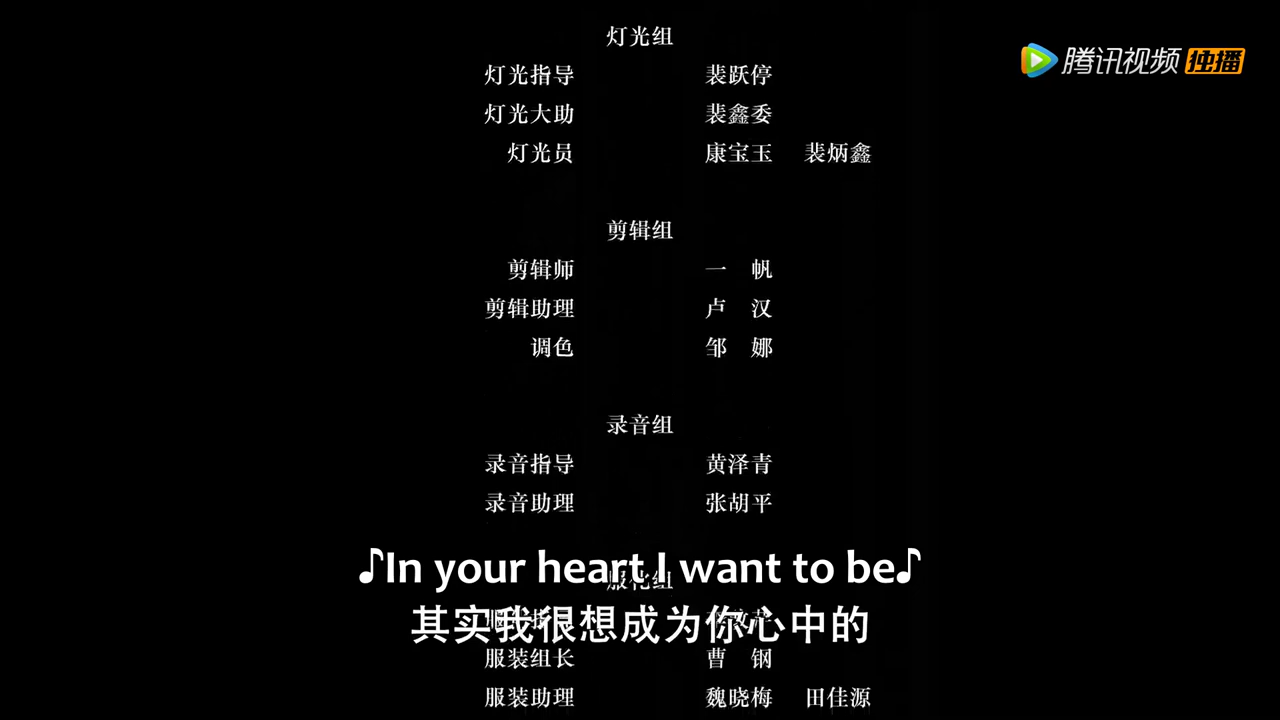 灯光组
腾讯视频 独播
灯光指导 裴跃停
灯光大助 裴鑫委
灯光员 康宝玉 裴炳鑫
剪辑组
剪辑师 一 帆
剪辑助理 卢 汉
调色 邹 娜
录音组
录音指导 黄泽青
录音助理 张胡平
♪In your heart I want to be♪
服化组
其实我很想成为你心中的
服装组长 曹 钢
服装助理 魏晓梅 田佳源